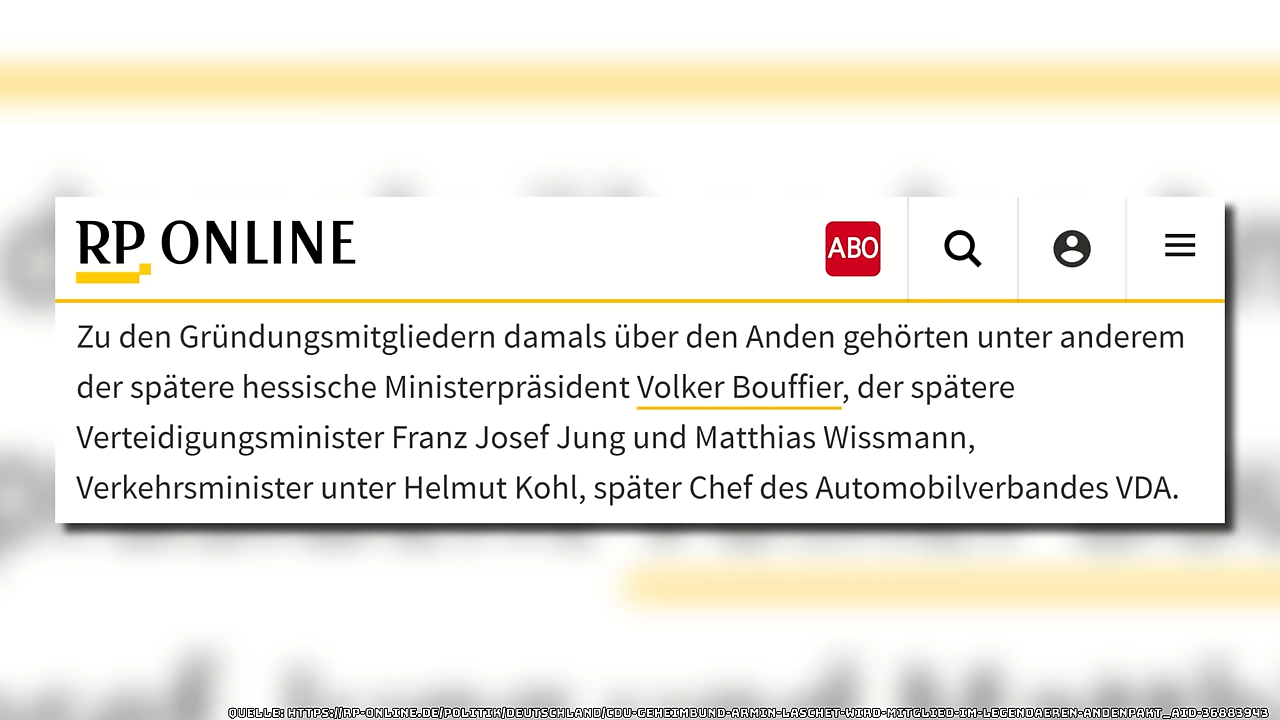 RP ONLINE
ABO
Zu den Gründungsmitgliedern damals über den Anden gehörten unter anderem
der spätere hessische Ministerpräsident Volker Bouffier, der spätere
Verteidigungsminister Franz Josef Jung und Matthias Wissmann,
Verkehrsminister unter Helmut Kohl, später Chef des Automobilverbandes VDA.
QUELLE: HTTPS://RP-ONLINE.DE/POLITIK/DEUTSCHLAND/CDU-GEHEIMBUND-ARMIN-LASCHET-WIRD-MITGLIED-IM-LEGENDAEREN-ANDENPAKT_AID-36883943